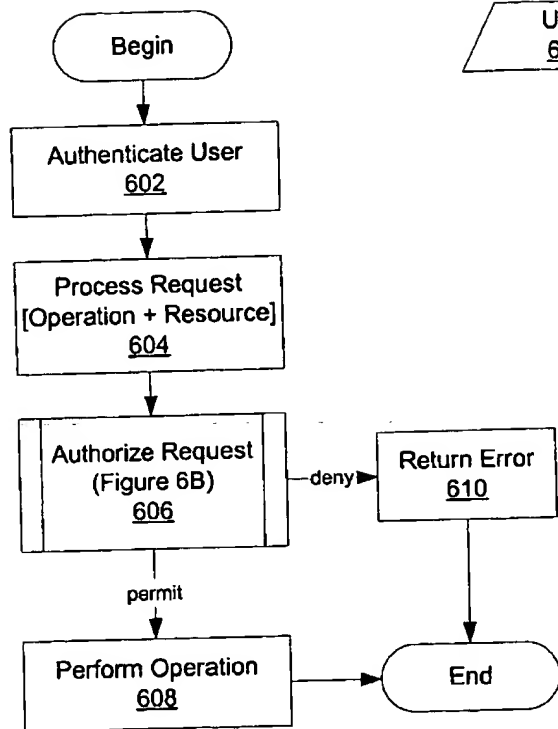 Begin
Authenticate User
602
Process Request
[Operation + Resource]
604
Authorize Request
(Figure 6B)
606
deny
Return Error
610
permit
Perform Operation
608
End